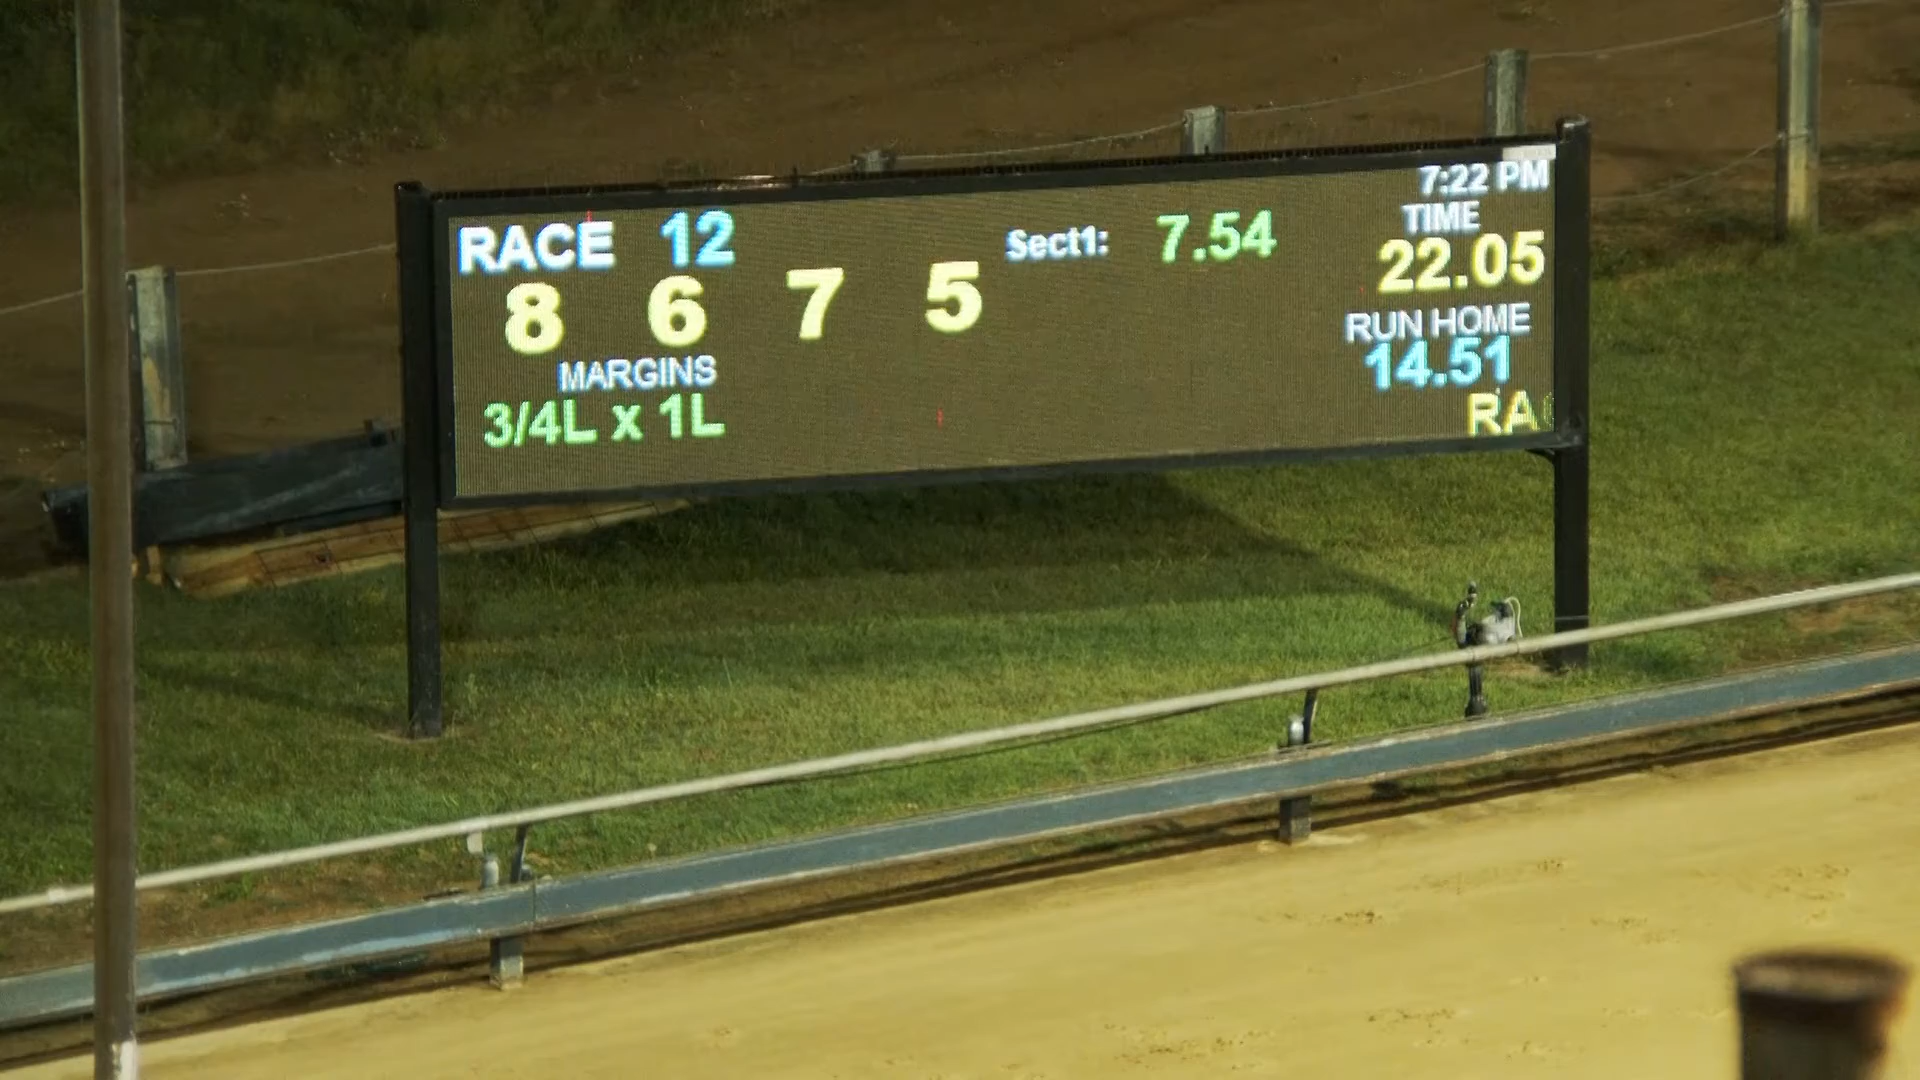 7:22 PM
RACE 12 Sect1: 7.54 TIME
22.05
8 6 7 5
RUN HOME
MARGINS 14.51
3/4L x 1L RA